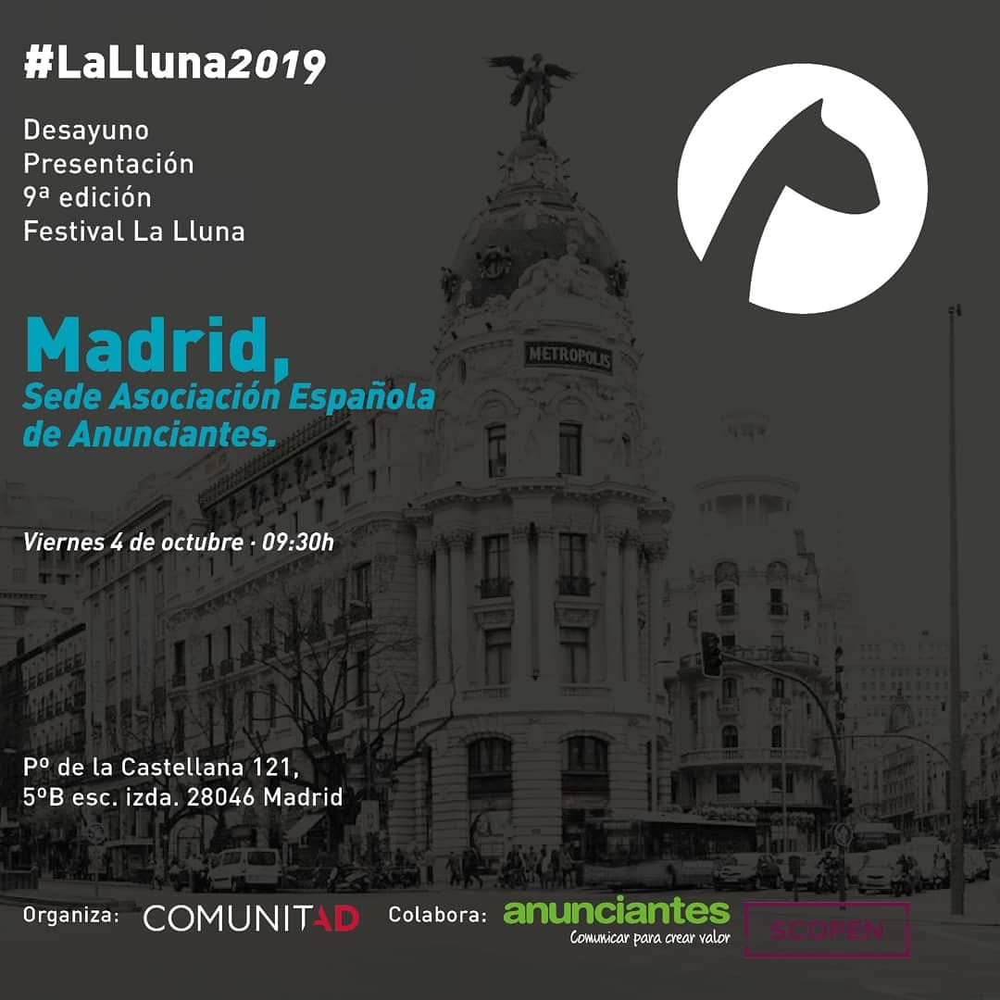 #LaLluna2019
Desayuno
Presentación
9ª edición
Festival La Lluna
Madrid,
Sede Asociación Española
de Anunciantes.
METROPOLIS
Viernes 4 de octubre · 09:30h
Pº de la Castellana 121,
5ºB esc. izda. 28046 Madrid
Organiza: COMUNITAD Colabora: anunciantes
Comunicar para crear valor
SCOPEN